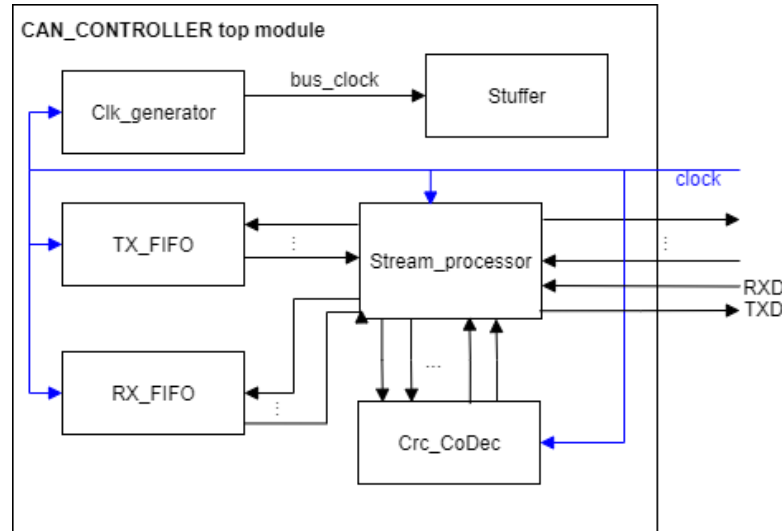 CAN_CONTROLLER top module
bus_clock
Clk_generator
Stuffer
clock
TX_FIFO
...
Stream_processor
...
RXD
TXD
RX_FIFO
...
...
Crc_CoDec